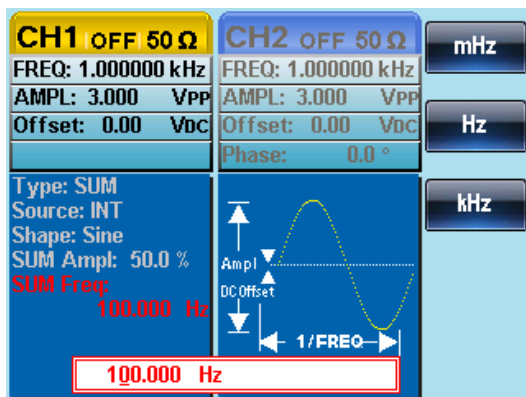 CH1 OFF 50 Ω
FREQ: 1.000000 kHz
AMPL: 3.000 VPP
Offset: 0.00 VDC
CH2 OFF 50 Ω
FREQ: 1.000000 kHz
AMPL: 3.000 VPP
Offset: 0.00 VDC
Phase: 0.0 °
Type: SUM
Source: INT
Shape: Sine
SUM Ampl: 50.0 %
SUM Freq:
100.000 Hz
Ampl
DC Offset
1/FREQ
100.000 Hz
mHz
Hz
kHz